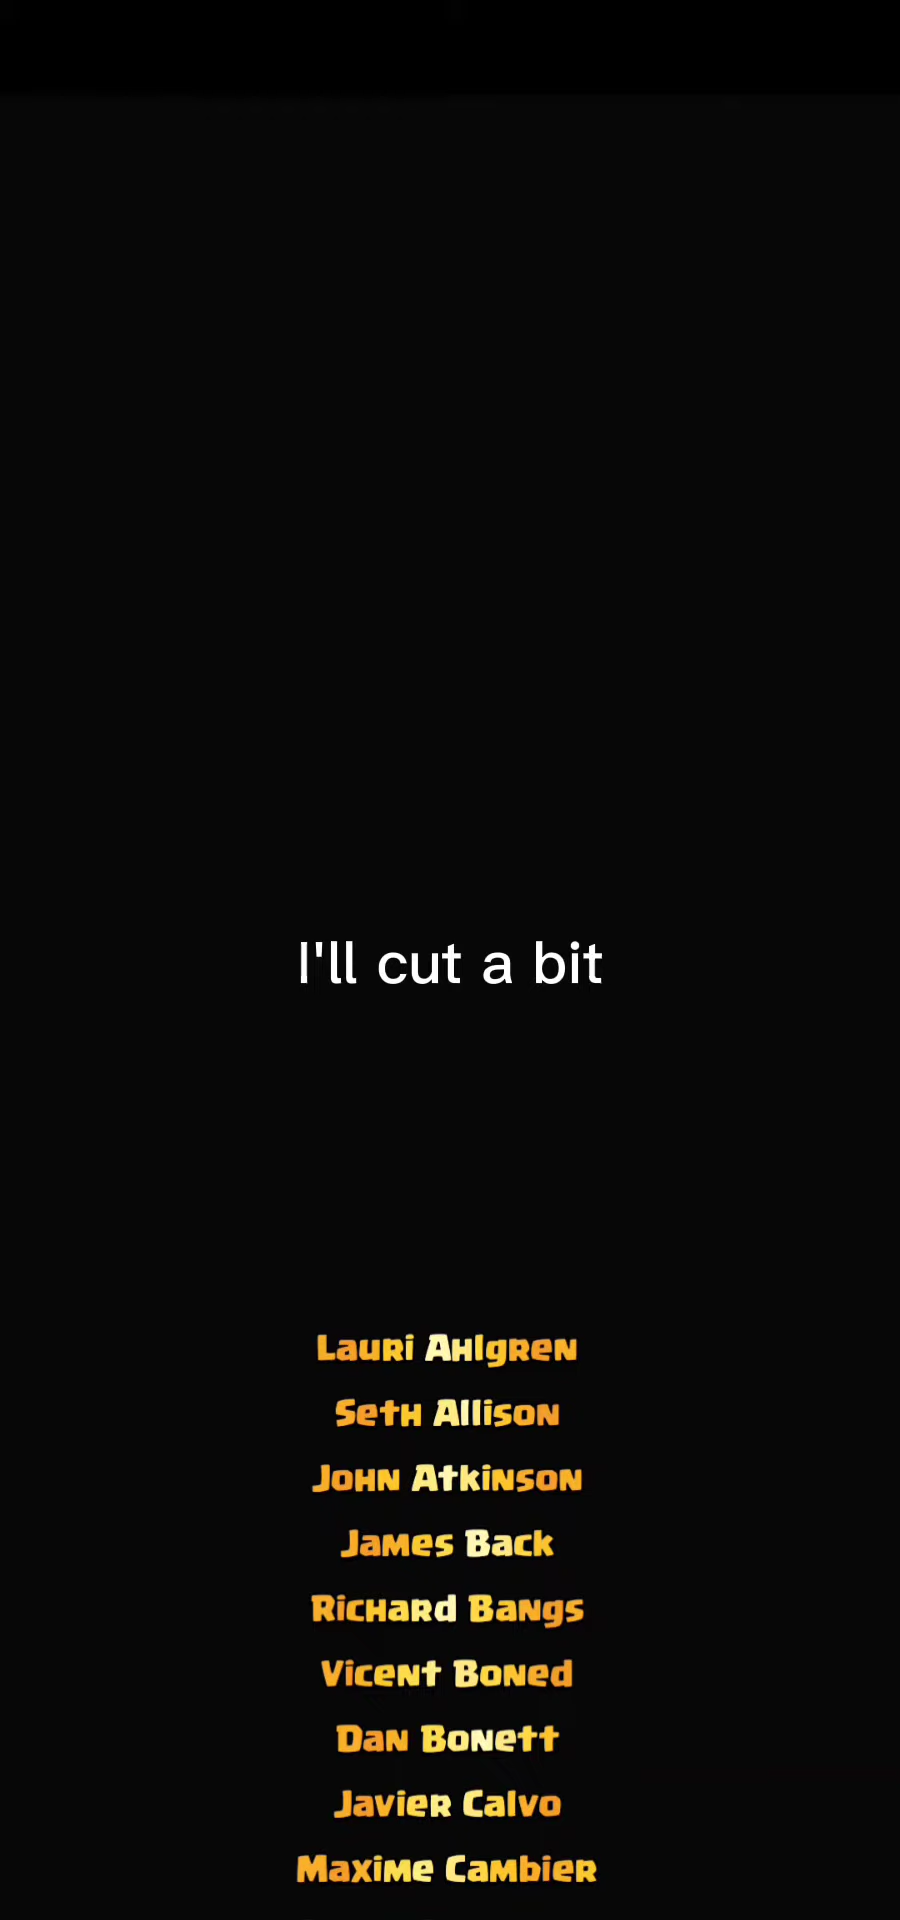 I'll cut a bit
Lauri Ahlgren
Seth Allison
John Atkinson
James Back
Richard Bangs
Vicent Boned
Dan Bonett
Javier Calvo
Maxime Cambier